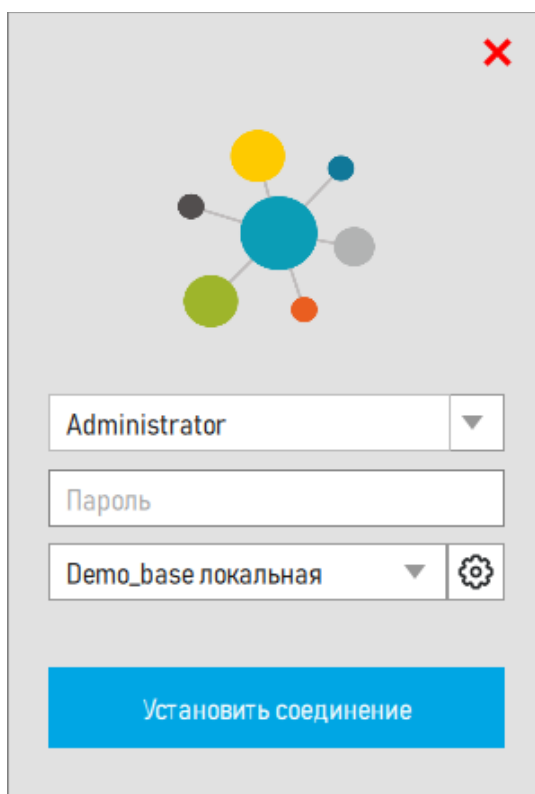 Administrator
Пароль
Demo_base локальная
Установить соединение